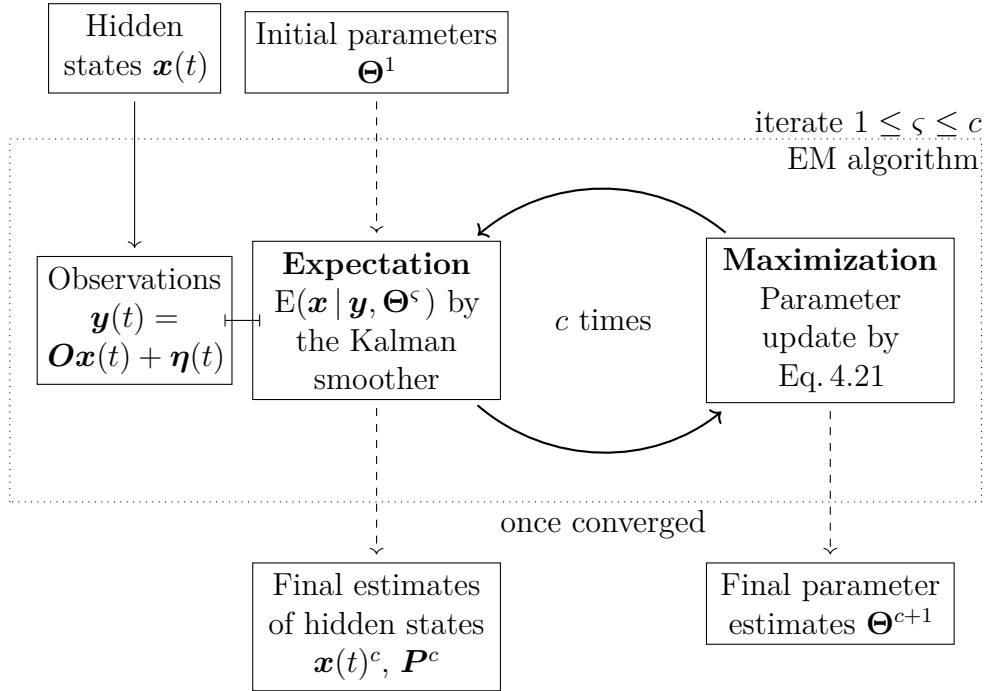 Hidden
states 𝒙(t)
Initial parameters
𝚯¹
iterate 1 ≤ ς ≤ c
EM algorithm
Observations
𝒚(t) =
𝑶𝒙(t) + 𝜼(t)
Expectation
E(𝒙 | 𝒚, 𝚯^ς) by
the Kalman
smoother
c times
Maximization
Parameter
update by
Eq. 4.21
once converged
Final estimates
of hidden states
𝒙(t)^c, 𝑷^c
Final parameter
estimates 𝚯^{c+1}